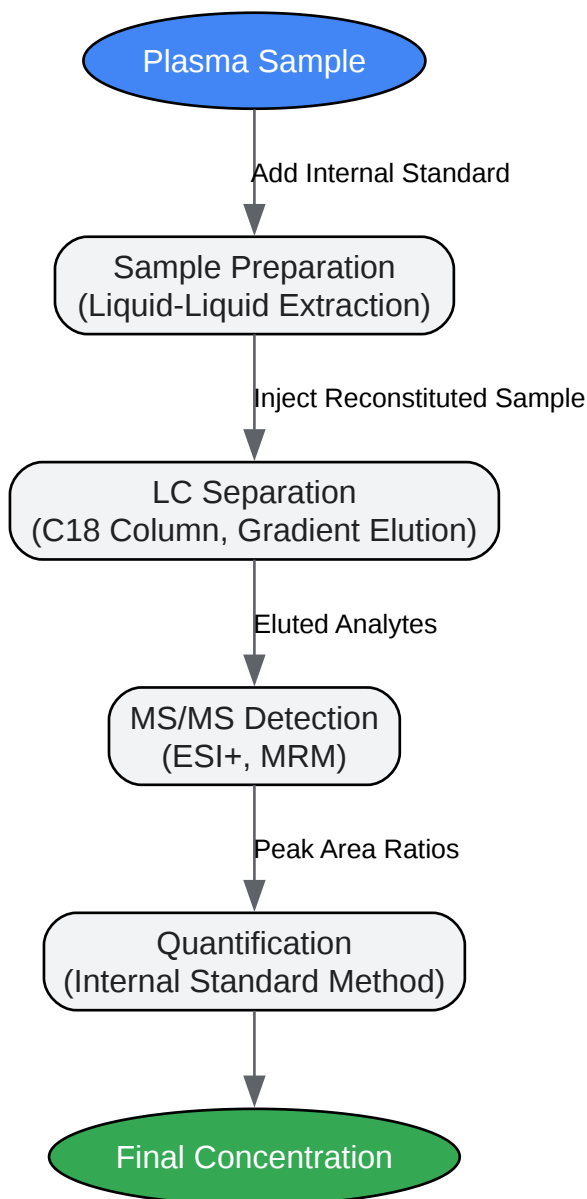 Plasma Sample
Add Internal Standard
Sample Preparation
(Liquid-Liquid Extraction)
Inject Reconstituted Sample
LC Separation
(C18 Column, Gradient Elution)
Eluted Analytes
MS/MS Detection
(ESI+, MRM)
Peak Area Ratios
Quantification
(Internal Standard Method)
Final Concentration